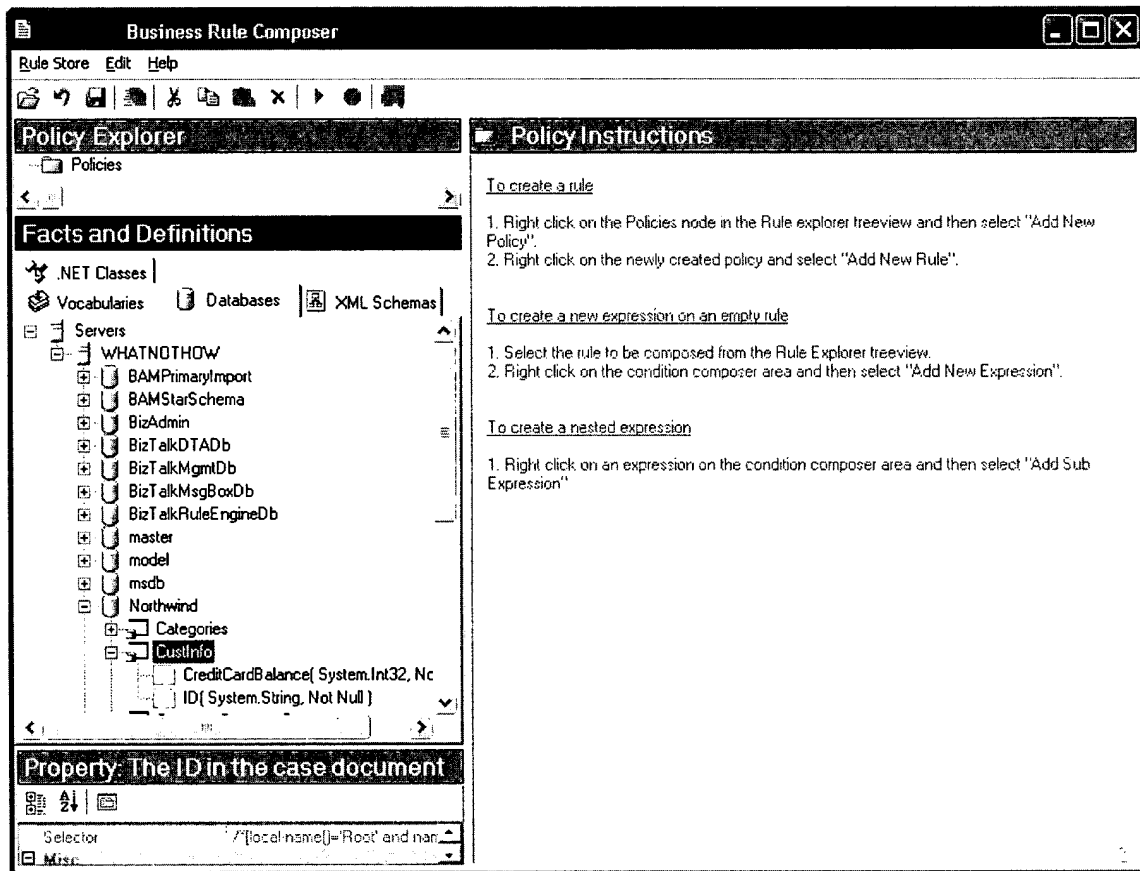 Business Rule Composer
Rule Store Edit Help
Policy Explorer
Policies
Facts and Definitions
.NET Classes
Vocabularies Databases XML Schemas
Servers
WHATNOTHOW
BAMPrimaryImport
BAMStarSchema
BizAdmin
BizTalkDTADb
BizTalkMgmtDb
BizTalkMsgBoxDb
BizTalkRuleEngineDb
master
model
msdb
Northwind
Categories
CustInfo
CreditCardBalance( System.Int32, Nc
ID( System.String, Not Null )
Property: The ID in the case document
Selector /*[local-name()='Root' and nam
Misc
Policy Instructions
To create a rule
1. Right click on the Policies node in the Rule explorer treeview and then select "Add New
Policy".
2. Right click on the newly created policy and select "Add New Rule".
To create a new expression on an empty rule
1. Select the rule to be composed from the Rule Explorer treeview.
2. Right click on the condition composer area and then select "Add New Expression".
To create a nested expression
1. Right click on an expression on the condition composer area and then select "Add Sub
Expression"